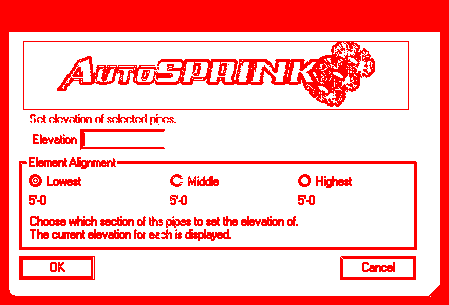 AUTOSPRINK
Set elevation of selected pipes.
Elevation
Element Alignment
Lowest Middle Highest
5'-0 5'-0 5'-0
Choose which section of the pipes to set the elevation of.
The current elevation for each is displayed.
OK Cancel